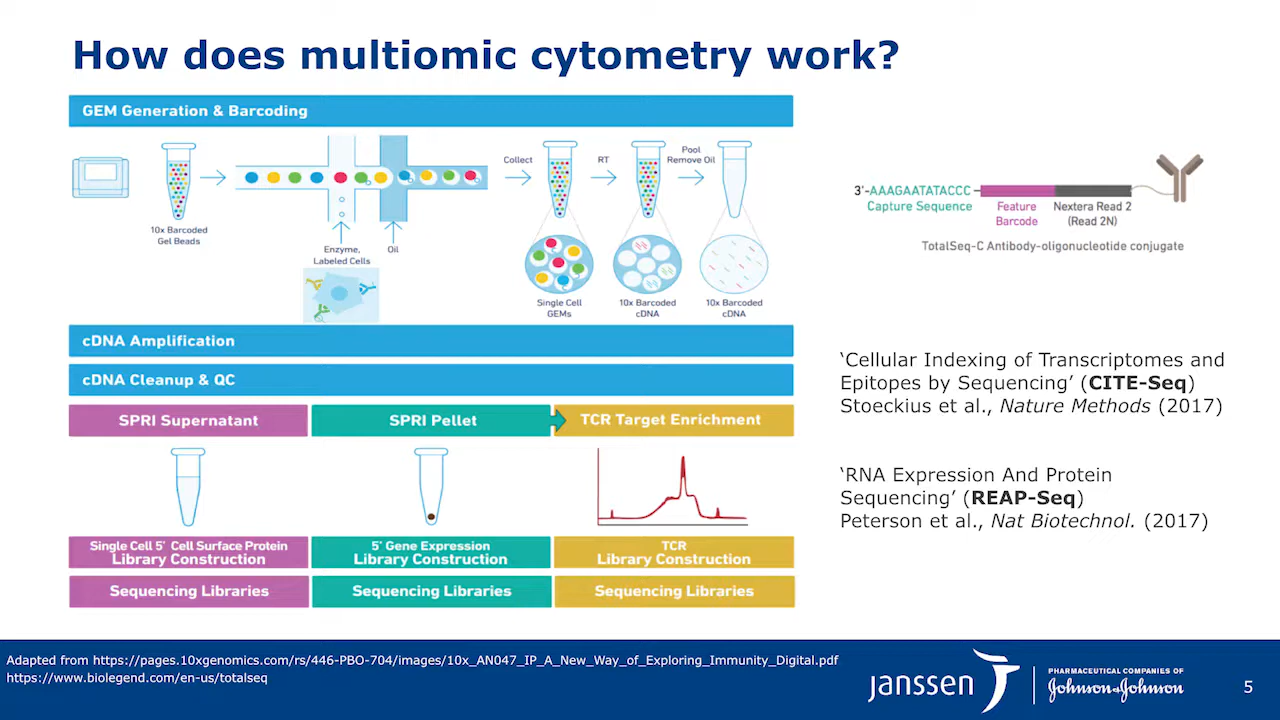 How does multiomic cytometry work?
GEM Generation & Barcoding
10x Barcoded
Gel Beads
Enzyme,
Labeled Cells
Oil
Collect
RT
Pool
Remove Oil
Single Cell
GEMs
10x Barcoded
cDNA
10x Barcoded
cDNA
cDNA Amplification
cDNA Cleanup & QC
SPRI Supernatant
SPRI Pellet
TCR Target Enrichment
Single Cell 5' Cell Surface Protein
Library Construction
5' Gene Expression
Library Construction
TCR
Library Construction
Sequencing Libraries
Sequencing Libraries
Sequencing Libraries
3'-AAAGAATATACCC
Capture Sequence
Feature
Barcode
Nextera Read 2
(Read 2N)
TotalSeq-C Antibody-oligonucleotide conjugate
‘Cellular Indexing of Transcriptomes and
Epitopes by Sequencing’ (CITE-Seq)
Stoeckius et al., Nature Methods (2017)
‘RNA Expression And Protein
Sequencing’ (REAP-Seq)
Peterson et al., Nat Biotechnol. (2017)
Adapted from https://pages.10xgenomics.com/rs/446-PBO-704/images/10x_AN047_IP_A_New_Way_of_Exploring_Immunity_Digital.pdf
https://www.biolegend.com/en-us/totalseq
janssen
PHARMACEUTICAL COMPANIES OF
Johnson & Johnson
5